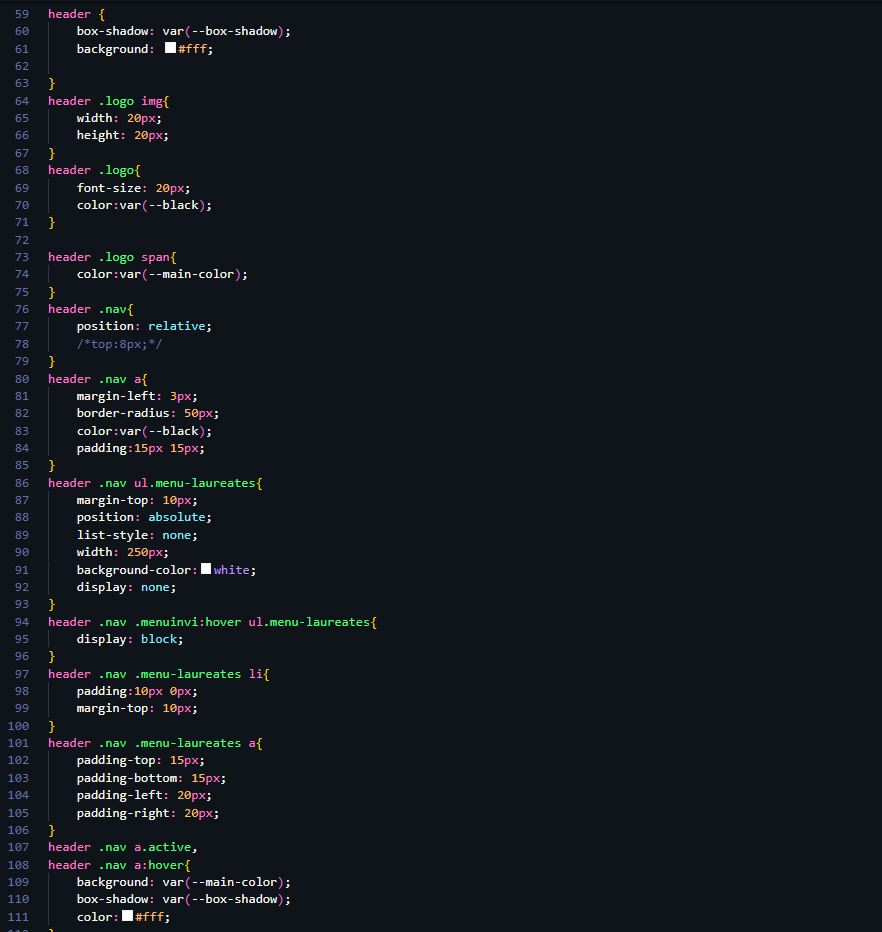 59 header {
60     box-shadow: var(--box-shadow);
61     background: #fff;
62
63 }
64 header .logo img{
65     width: 20px;
66     height: 20px;
67 }
68 header .logo{
69     font-size: 20px;
70     color:var(--black);
71 }
72
73 header .logo span{
74     color:var(--main-color);
75 }
76 header .nav{
77     position: relative;
78     /*top:8px;*/
79 }
80 header .nav a{
81     margin-left: 3px;
82     border-radius: 50px;
83     color:var(--black);
84     padding:15px 15px;
85 }
86 header .nav ul.menu-laureates{
87     margin-top: 10px;
88     position: absolute;
89     list-style: none;
90     width: 250px;
91     background-color: white;
92     display: none;
93 }
94 header .nav .menuinvi:hover ul.menu-laureates{
95     display: block;
96 }
97 header .nav .menu-laureates li{
98     padding:10px 0px;
99     margin-top: 10px;
100 }
101 header .nav .menu-laureates a{
102     padding-top: 15px;
103     padding-bottom: 15px;
104     padding-left: 20px;
105     padding-right: 20px;
106 }
107 header .nav a.active,
108 header .nav a:hover{
109     background: var(--main-color);
110     box-shadow: var(--box-shadow);
111     color: #fff;